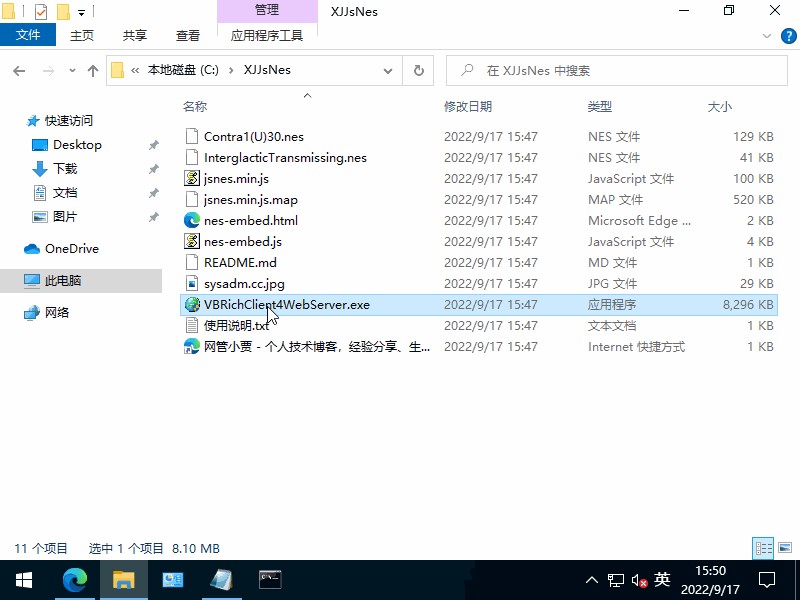 管理
XJJsNes
文件 主页 共享 查看 应用程序工具
« 本地磁盘 (C:) › XJJsNes
在 XJJsNes 中搜索
名称 修改日期 类型 大小
快速访问
Desktop
下载
文档
图片
OneDrive
此电脑
网络
Contra1(U)30.nes 2022/9/17 15:47 NES 文件 129 KB
InterglacticTransmissing.nes 2022/9/17 15:47 NES 文件 41 KB
jsnes.min.js 2022/9/17 15:47 JavaScript 文件 100 KB
jsnes.min.js.map 2022/9/17 15:47 MAP 文件 520 KB
nes-embed.html 2022/9/17 15:47 Microsoft Edge ... 2 KB
nes-embed.js 2022/9/17 15:47 JavaScript 文件 4 KB
README.md 2022/9/17 15:47 MD 文件 1 KB
sysadm.cc.jpg 2022/9/17 15:47 JPG 文件 29 KB
VBRichClient4WebServer.exe 2022/9/17 15:47 应用程序 8,296 KB
使用说明.txt 2022/9/17 15:47 文本文档 1 KB
网管小贾 - 个人技术博客，经验分享、生... 2022/9/17 15:47 Internet 快捷方式 1 KB
11 个项目 选中 1 个项目 8.10 MB
英
15:50
2022/9/17